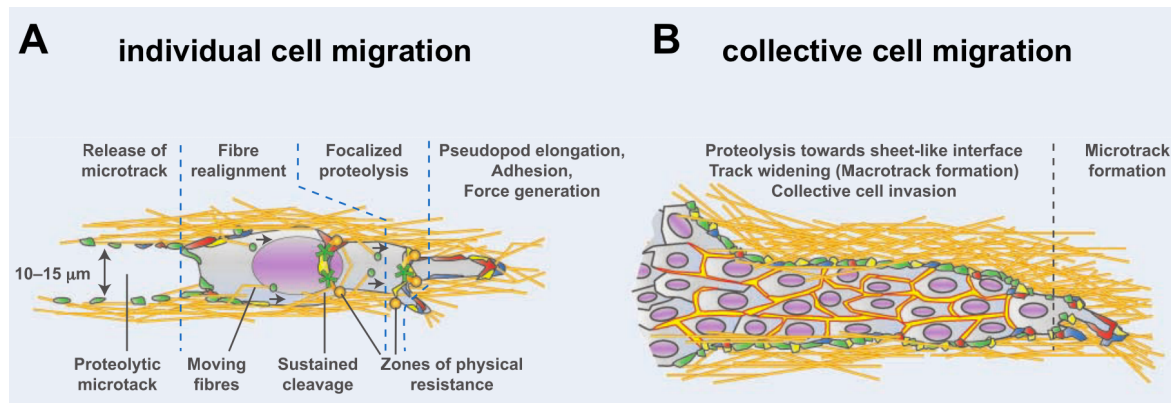 A individual cell migration
B collective cell migration
Release of
microtrack
Fibre
realignment
Focalized
proteolysis
Pseudopod elongation,
Adhesion,
Force generation
10–15 µm
Proteolytic
microtack
Moving
fibres
Sustained
cleavage
Zones of physical
resistance
Proteolysis towards sheet-like interface
Track widening (Macrotrack formation)
Collective cell invasion
Microtrack
formation